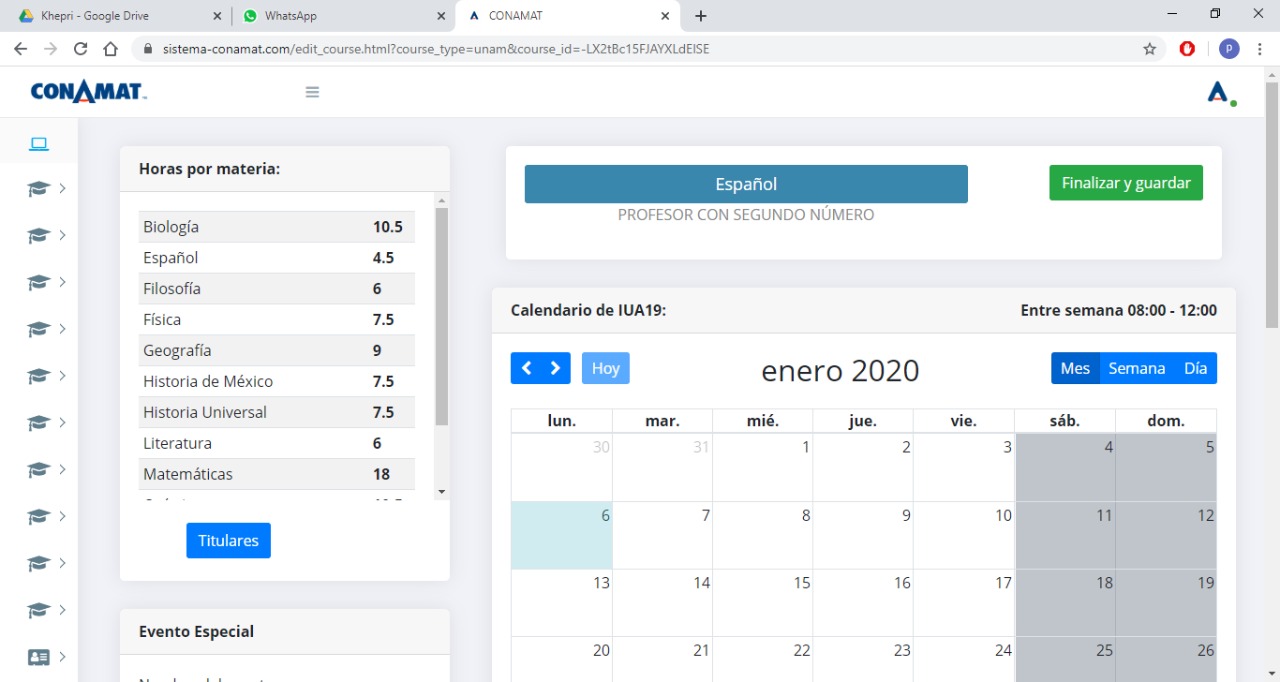 Khepri - Google Drive
WhatsApp
CONAMAT
sistema-conamat.com/edit_course.html?course_type=unam&course_id=-LX2tBc15FJAYXLdEISE
P
CONAMAT
Horas por materia:
Biología 10.5
Español 4.5
Filosofía 6
Física 7.5
Geografía 9
Historia de México 7.5
Historia Universal 7.5
Literatura 6
Matemáticas 18
Titulares
Evento Especial
Español
PROFESOR CON SEGUNDO NÚMERO
Finalizar y guardar
Calendario de IUA19:
Entre semana 08:00 - 12:00
Hoy
enero 2020
Mes Semana Día
lun. mar. mié. jue. vie. sáb. dom.
30 31 1 2 3 4 5
6 7 8 9 10 11 12
13 14 15 16 17 18 19
20 21 22 23 24 25 26